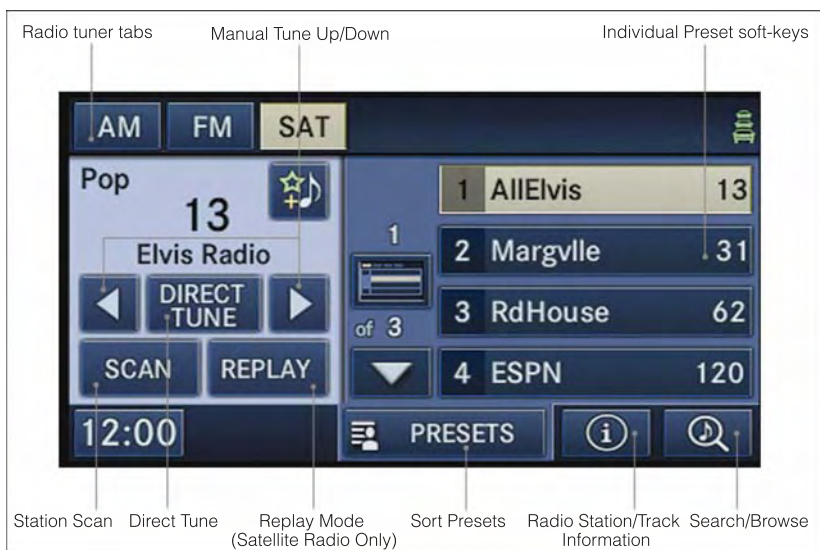 Radio tuner tabs
Manual Tune Up/Down
Individual Preset soft-keys
AM
FM
SAT
Pop
13
Elvis Radio
DIRECT
TUNE
SCAN
REPLAY
12:00
1
of 3
1 AllElvis 13
2 Margvlle 31
3 RdHouse 62
4 ESPN 120
PRESETS
i
Station Scan
Direct Tune
Replay Mode
(Satellite Radio Only)
Sort Presets
Radio Station/Track
Information
Search/Browse